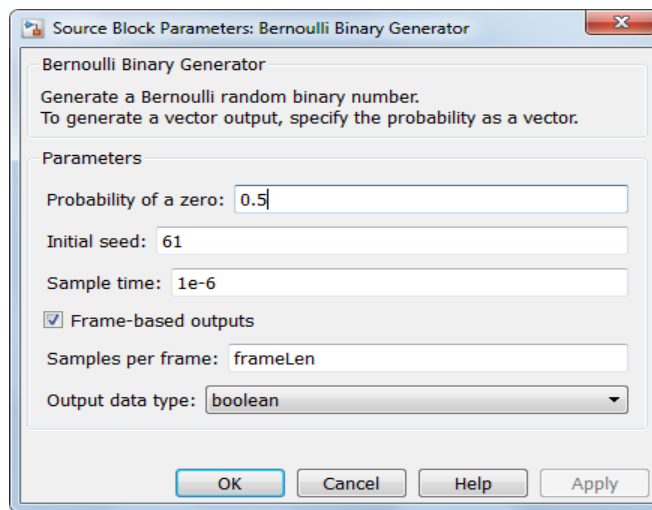 Source Block Parameters: Bernoulli Binary Generator
Bernoulli Binary Generator
Generate a Bernoulli random binary number.
To generate a vector output, specify the probability as a vector.
Parameters
Probability of a zero: 0.5
Initial seed: 61
Sample time: 1e-6
Frame-based outputs
Samples per frame: frameLen
Output data type: boolean
OK Cancel Help Apply